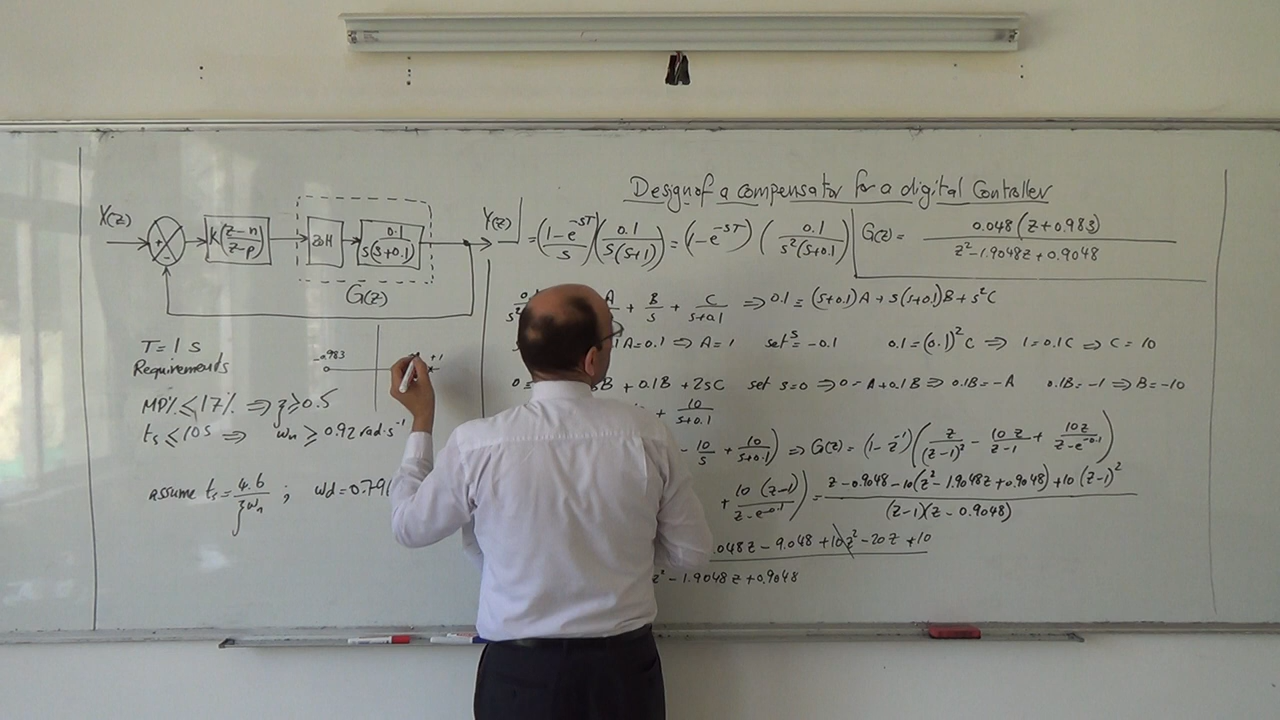 Design of a compensator for a digital Controller
X(z) + - K(z-n)/(z-p) ZOH 0.1/s(s+0.1) Y(z)
G(z)
T=1 s
Requirements
MP% ≤ 17% ⇒ ζ ≥ 0.5
ts ≤ 10s ⇒ ωn ≥ 0.92 rad·s⁻¹
assume ts = 4.6/ζωn ; ωd = 0.791
-0.983 +1
= (1-e^-sT / s)(0.1 / s(s+1)) = (1-e^-sT) (0.1 / s²(s+0.1)
G(z) = 0.048(z+0.983) / z²-1.9048z+0.9048
+ B/s + C/s+0.1 ⇒ 0.1 = (s+0.1)A + s(s+0.1)B + s²C
A=0.1 ⇒ A=1 set s = -0.1 0.1=(0.1)²C ⇒ 1=0.1C ⇒ C=10
B + 0.1B + 2sC set s=0 ⇒ 0 = A+0.1B ⇒ 0.1B=-A 0.1B=-1 ⇒ B=-10
+ 10/s+0.1
- 10/s + 10/s+0.1) ⇒ G(z) = (1-z⁻¹)(z/(z-1)² - 10z/z-1 + 10z/z-e^-0.1)
+ 10(z-1)/z-e^-0.1) = z-0.9048-10(z²-1.9048z+0.9048)+10(z-1)² / (z-1)(z-0.9048)
.048z - 9.048 + 10z² - 20z + 10
z² - 1.9048z + 0.9048